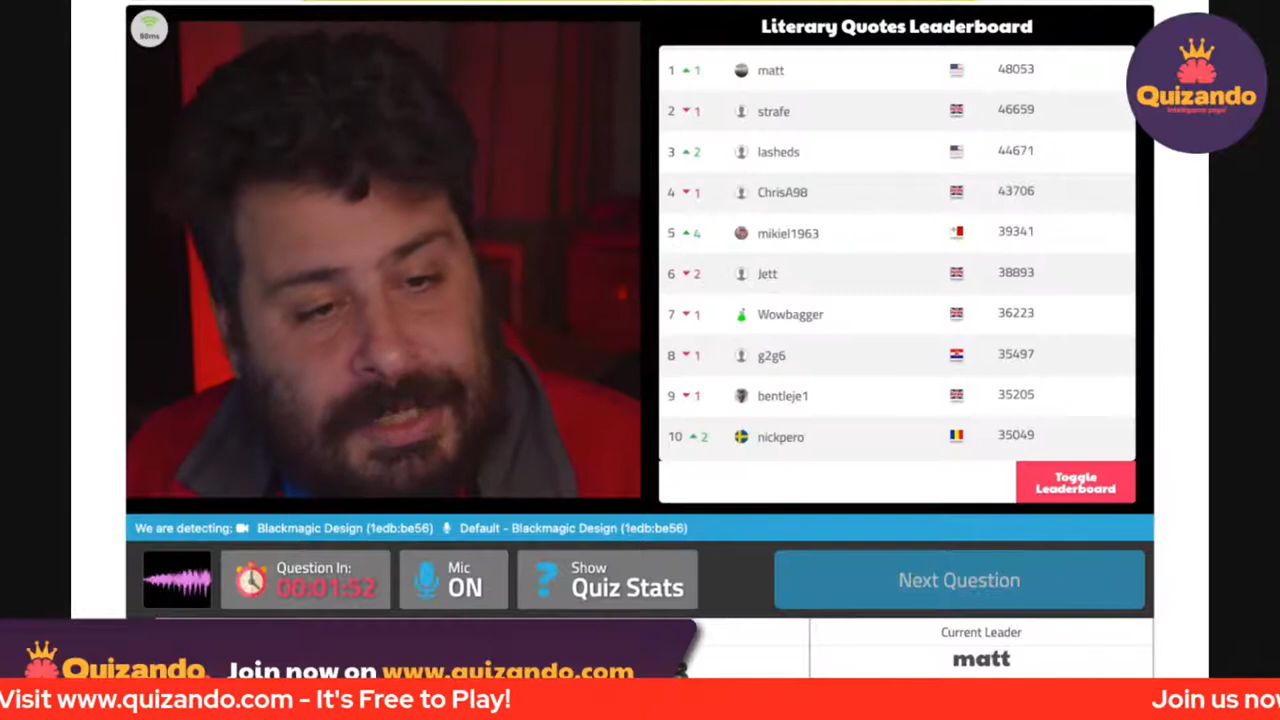 98ms
Literary Quotes Leaderboard
1 1 matt 48053
2 1 strafe 46659
3 2 lasheds 44671
4 1 ChrisA98 43706
5 4 mikiel1963 39341
6 2 Jett 38893
7 1 Wowbagger 36223
8 1 g2g6 35497
9 1 bentleje1 35205
10 2 nickpero 35049
Toggle
Leaderboard
Quizando
We are detecting: Blackmagic Design (1edb:be56) Default - Blackmagic Design (1edb:be56)
Question In:
00:01:52
Mic
ON
Show
Quiz Stats
Next Question
Current Leader
matt
Quizando Join now on www.quizando.com
Visit www.quizando.com - It's Free to Play!
Join us now